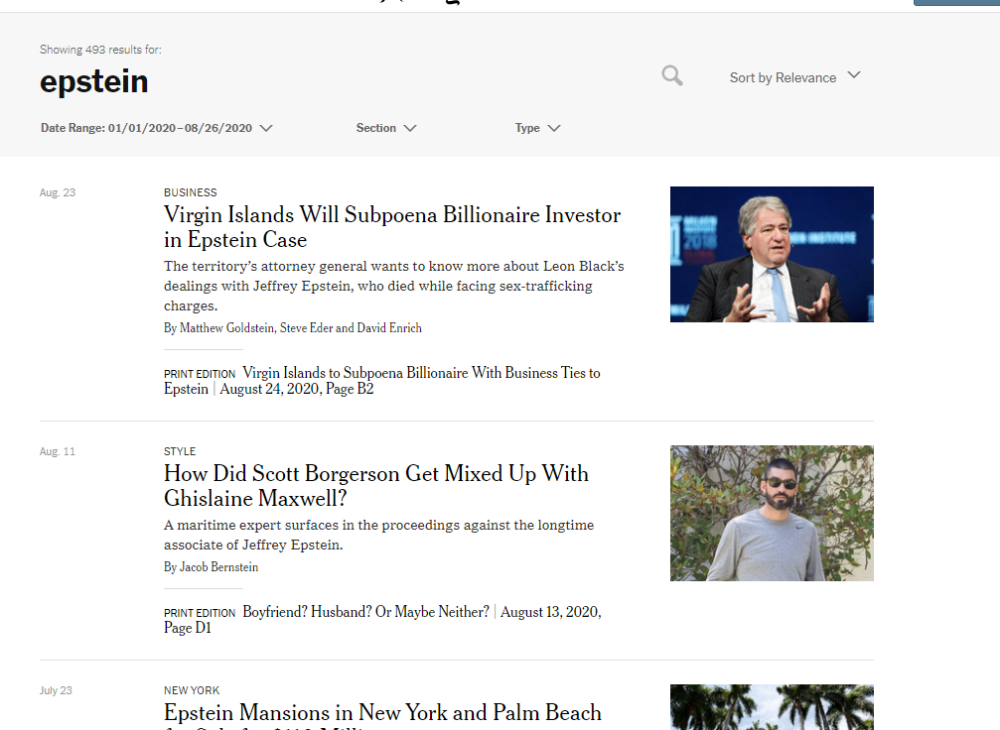 Showing 493 results for:
epstein
Sort by Relevance
Date Range: 01/01/2020–08/26/2020
Section
Type
Aug. 23
BUSINESS
Virgin Islands Will Subpoena Billionaire Investor
in Epstein Case
The territory's attorney general wants to know more about Leon Black's
dealings with Jeffrey Epstein, who died while facing sex-trafficking
charges.
By Matthew Goldstein, Steve Eder and David Enrich
PRINT EDITION Virgin Islands to Subpoena Billionaire With Business Ties to
Epstein | August 24, 2020, Page B2
2018
INSTITUTE
Aug. 11
STYLE
How Did Scott Borgerson Get Mixed Up With
Ghislaine Maxwell?
A maritime expert surfaces in the proceedings against the longtime
associate of Jeffrey Epstein.
By Jacob Bernstein
PRINT EDITION Boyfriend? Husband? Or Maybe Neither? | August 13, 2020,
Page D1
July 23
NEW YORK
Epstein Mansions in New York and Palm Beach